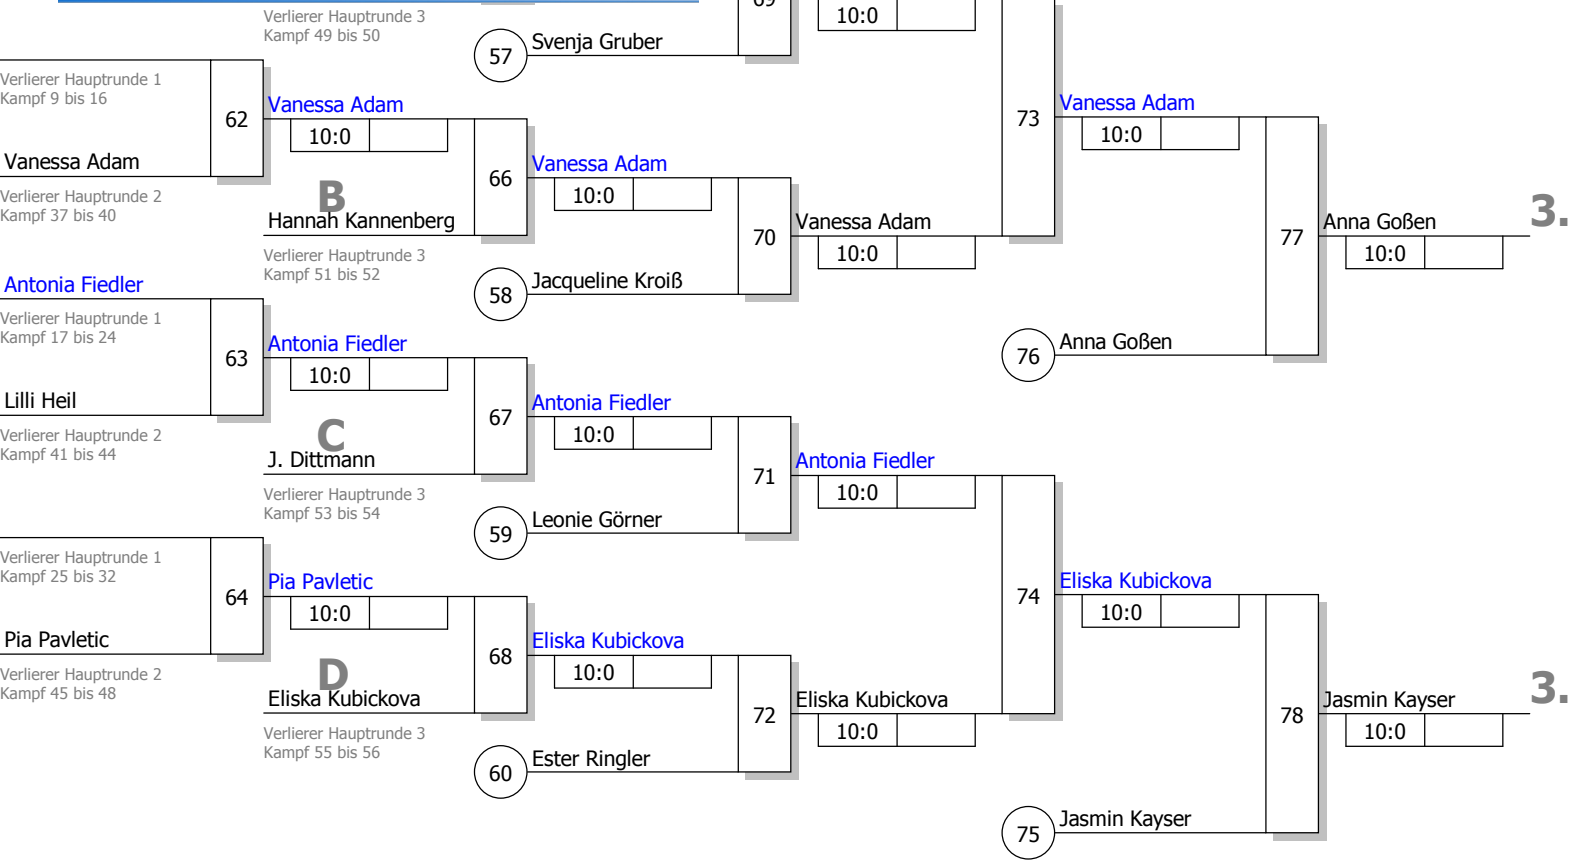 Verlierer Hauptrunde 3
Kampf 49 bis 50
57
Svenja Gruber
69
10:0
Verlierer Hauptrunde 1
Kampf 9 bis 16
Vanessa Adam
Verlierer Hauptrunde 2
Kampf 37 bis 40
62
Vanessa Adam
10:0
B
Hannah Kannenberg
Verlierer Hauptrunde 3
Kampf 51 bis 52
66
Vanessa Adam
10:0
58
Jacqueline Kroiß
70
Vanessa Adam
10:0
73
Vanessa Adam
10:0
76
Anna Goßen
77
Anna Goßen
10:0
3.
Antonia Fiedler
Verlierer Hauptrunde 1
Kampf 17 bis 24
Lilli Heil
Verlierer Hauptrunde 2
Kampf 41 bis 44
63
Antonia Fiedler
10:0
C
J. Dittmann
Verlierer Hauptrunde 3
Kampf 53 bis 54
67
Antonia Fiedler
10:0
59
Leonie Görner
71
Antonia Fiedler
10:0
Verlierer Hauptrunde 1
Kampf 25 bis 32
Pia Pavletic
Verlierer Hauptrunde 2
Kampf 45 bis 48
64
Pia Pavletic
10:0
D
Eliska Kubickova
Verlierer Hauptrunde 3
Kampf 55 bis 56
68
Eliska Kubickova
10:0
60
Ester Ringler
72
Eliska Kubickova
10:0
74
Eliska Kubickova
10:0
75
Jasmin Kayser
78
Jasmin Kayser
10:0
3.